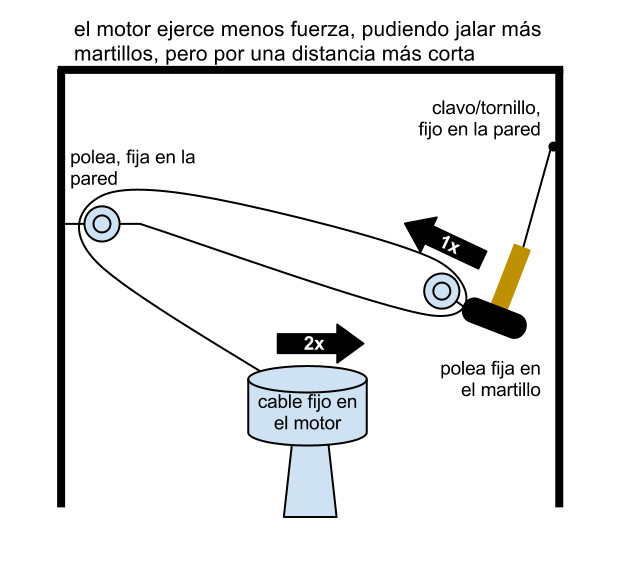 el motor ejerce menos fuerza, pudiendo jalar más
martillos, pero por una distancia más corta
clavo/tornillo,
fijo en la pared
polea, fija en la
pared
1x
2x
polea fija en
el martillo
cable fijo en
el motor